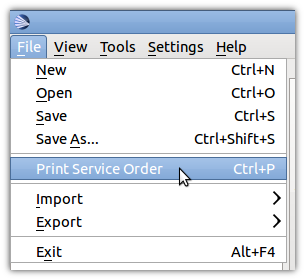 File View Tools Settings Help
New Ctrl+N
Open Ctrl+O
Save Ctrl+S
Save As... Ctrl+Shift+S
Print Service Order Ctrl+P
Import
Export
Exit Alt+F4